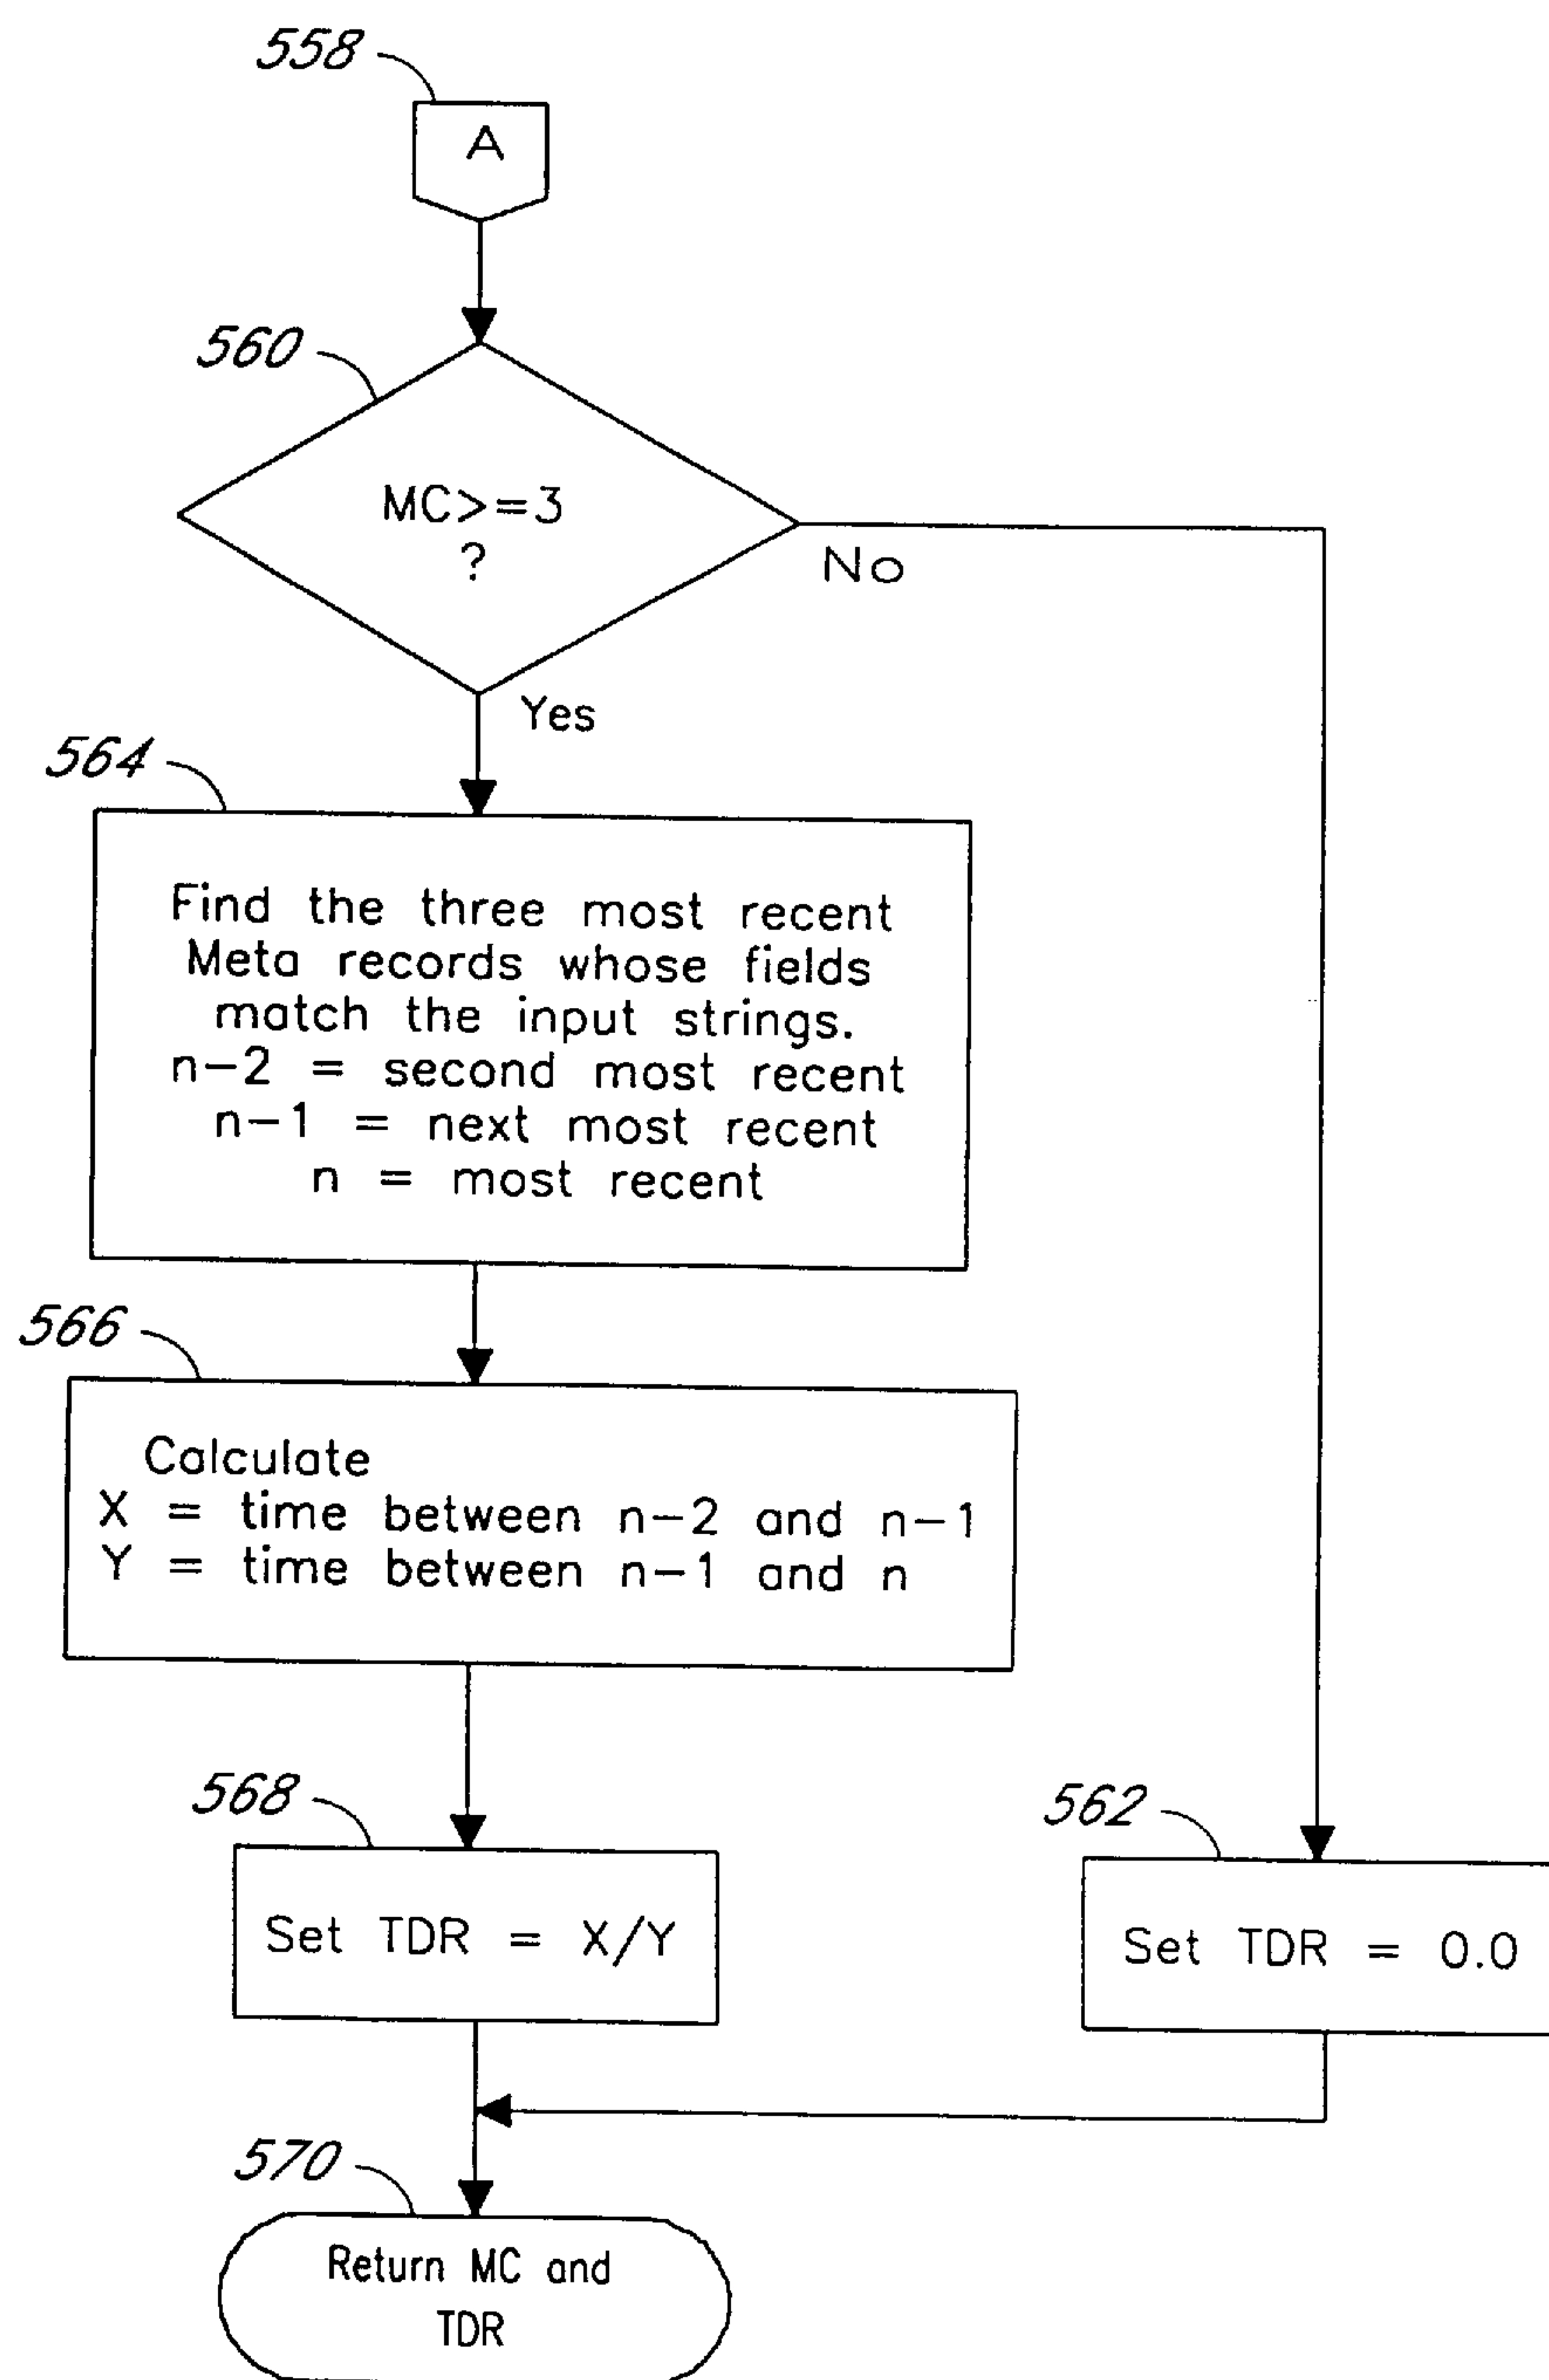 558
A
560
MC>=3
?
No
Yes
564
Find the three most recent
Meta records whose fields
match the input strings.
n-2 = second most recent
n-1 = next most recent
n = most recent
566
Calculate
X = time between n-2 and n-1
Y = time between n-1 and n
568
Set TDR = X/Y
562
Set TDR = 0.0
570
Return MC and
TDR